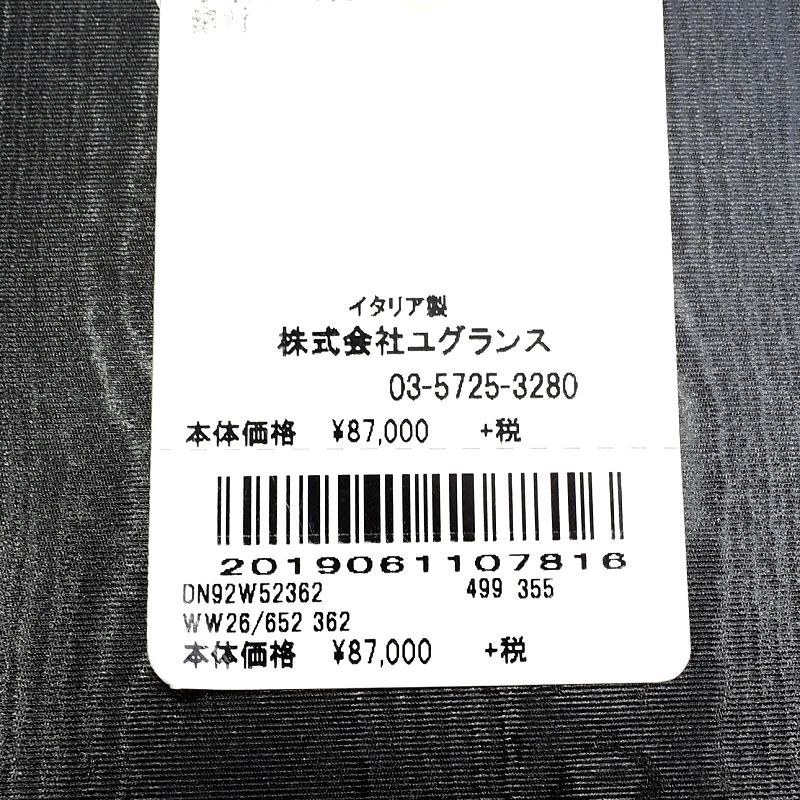 イタリア製
株式会社ユグランス
03-5725-3280
本体価格 ¥87,000 +税
2019061107816
DN92W52362 499 355
WW26/652 362
本体価格 ¥87,000 +税